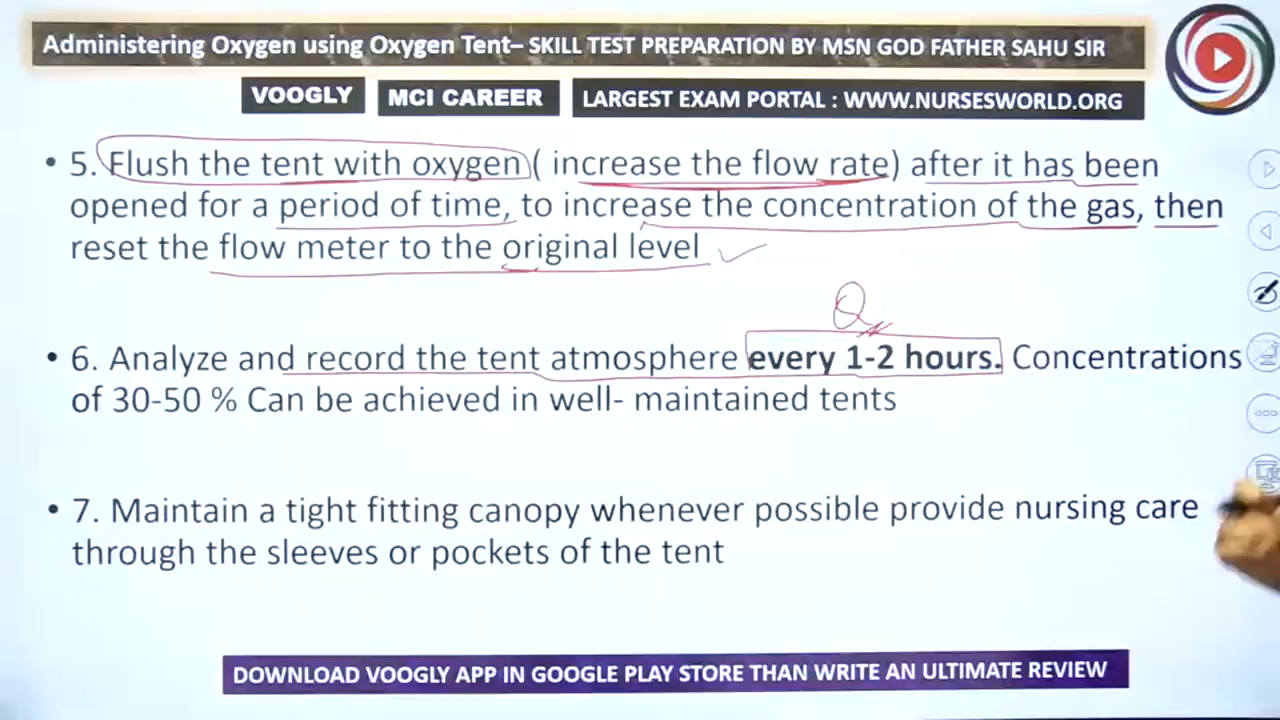 Administering Oxygen using Oxygen Tent– SKILL TEST PREPARATION BY MSN GOD FATHER SAHU SIR
VOOGLY
MCI CAREER
LARGEST EXAM PORTAL : WWW.NURSESWORLD.ORG
• 5. Flush the tent with oxygen ( increase the flow rate) after it has been
opened for a period of time, to increase the concentration of the gas, then
reset the flow meter to the original level
Q
• 6. Analyze and record the tent atmosphere every 1-2 hours. Concentrations
of 30-50 % Can be achieved in well- maintained tents
• 7. Maintain a tight fitting canopy whenever possible provide nursing care
through the sleeves or pockets of the tent
DOWNLOAD VOOGLY APP IN GOOGLE PLAY STORE THAN WRITE AN ULTIMATE REVIEW